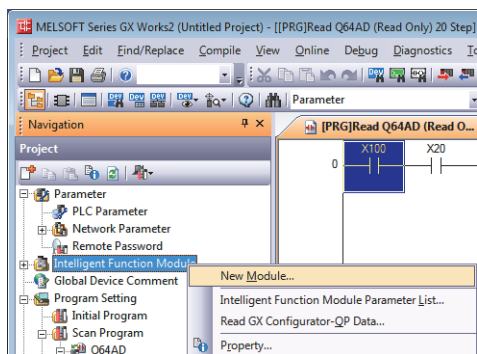 MELSOFT Series GX Works2 (Untitled Project) - [[PRG]Read Q64AD (Read Only) 20 Step]
Project Edit Find/Replace Compile View Online Debug Diagnostics
Parameter
Navigation
[PRG]Read Q64AD (Read O...
Project
X100 X20
0
Parameter
PLC Parameter
Network Parameter
Remote Password
Intelligent Function Module
New Module...
Global Device Comment
Intelligent Function Module Parameter List...
Program Setting
Initial Program
Read GX Configurator-QP Data...
Scan Program
Property...
Q64AD